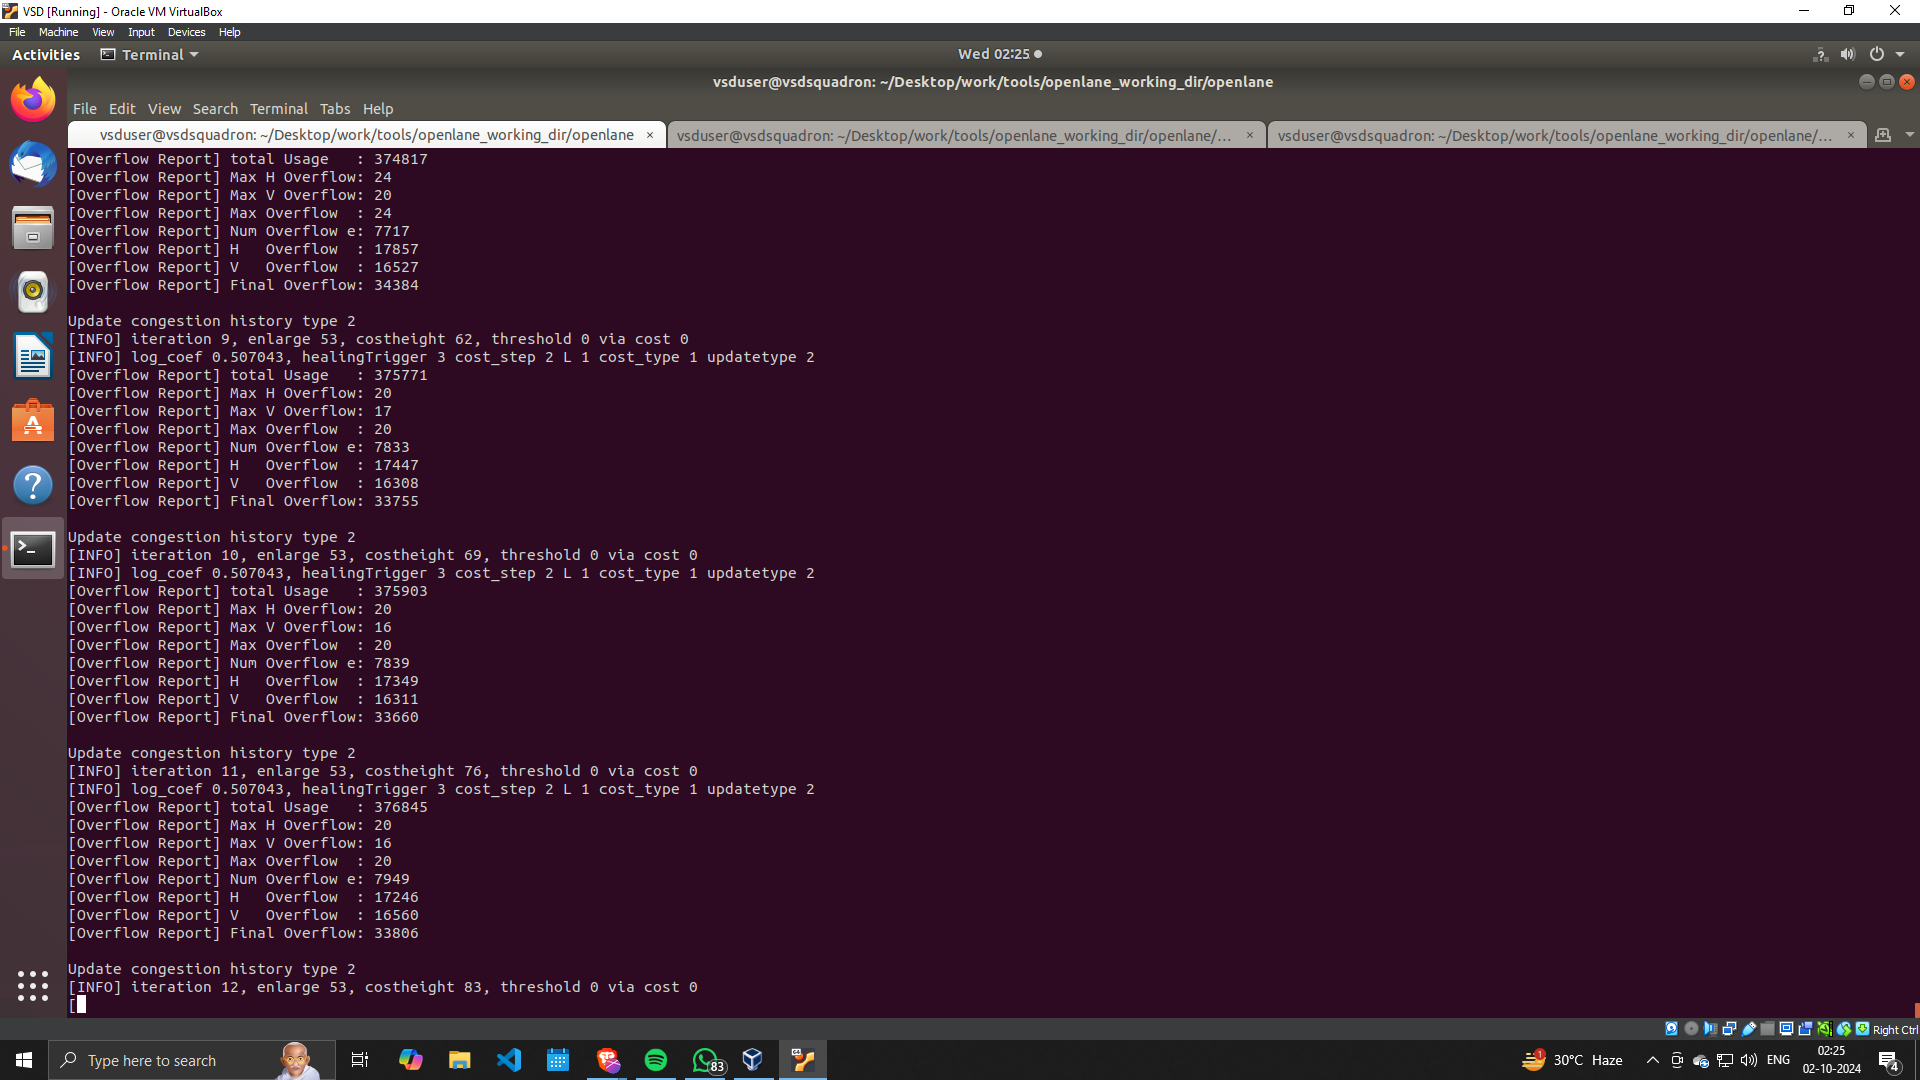 VSD [Running] - Oracle VM VirtualBox
File Machine View Input Devices Help
Activities Terminal Wed 02:25
vsduser@vsdsquadron: ~/Desktop/work/tools/openlane_working_dir/openlane
File Edit View Search Terminal Tabs Help
vsduser@vsdsquadron: ~/Desktop/work/tools/openlane_working_dir/openlane × vsduser@vsdsquadron: ~/Desktop/work/tools/openlane_working_dir/openlane/... × vsduser@vsdsquadron: ~/Desktop/work/tools/openlane_working_dir/openlane/... ×
[Overflow Report] total Usage   : 374817
[Overflow Report] Max H Overflow: 24
[Overflow Report] Max V Overflow: 20
[Overflow Report] Max Overflow  : 24
[Overflow Report] Num Overflow e: 7717
[Overflow Report] H   Overflow  : 17857
[Overflow Report] V   Overflow  : 16527
[Overflow Report] Final Overflow: 34384
Update congestion history type 2
[INFO] iteration 9, enlarge 53, costheight 62, threshold 0 via cost 0
[INFO] log_coef 0.507043, healingTrigger 3 cost_step 2 L 1 cost_type 1 updatetype 2
[Overflow Report] total Usage   : 375771
[Overflow Report] Max H Overflow: 20
[Overflow Report] Max V Overflow: 17
[Overflow Report] Max Overflow  : 20
[Overflow Report] Num Overflow e: 7833
[Overflow Report] H   Overflow  : 17447
[Overflow Report] V   Overflow  : 16308
[Overflow Report] Final Overflow: 33755
Update congestion history type 2
[INFO] iteration 10, enlarge 53, costheight 69, threshold 0 via cost 0
[INFO] log_coef 0.507043, healingTrigger 3 cost_step 2 L 1 cost_type 1 updatetype 2
[Overflow Report] total Usage   : 375903
[Overflow Report] Max H Overflow: 20
[Overflow Report] Max V Overflow: 16
[Overflow Report] Max Overflow  : 20
[Overflow Report] Num Overflow e: 7839
[Overflow Report] H   Overflow  : 17349
[Overflow Report] V   Overflow  : 16311
[Overflow Report] Final Overflow: 33660
Update congestion history type 2
[INFO] iteration 11, enlarge 53, costheight 76, threshold 0 via cost 0
[INFO] log_coef 0.507043, healingTrigger 3 cost_step 2 L 1 cost_type 1 updatetype 2
[Overflow Report] total Usage   : 376845
[Overflow Report] Max H Overflow: 20
[Overflow Report] Max V Overflow: 16
[Overflow Report] Max Overflow  : 20
[Overflow Report] Num Overflow e: 7949
[Overflow Report] H   Overflow  : 17246
[Overflow Report] V   Overflow  : 16560
[Overflow Report] Final Overflow: 33806
Update congestion history type 2
[INFO] iteration 12, enlarge 53, costheight 83, threshold 0 via cost 0
[
Right Ctrl
Type here to search 83 1 30°C Haze ENG 02:25 4
02-10-2024